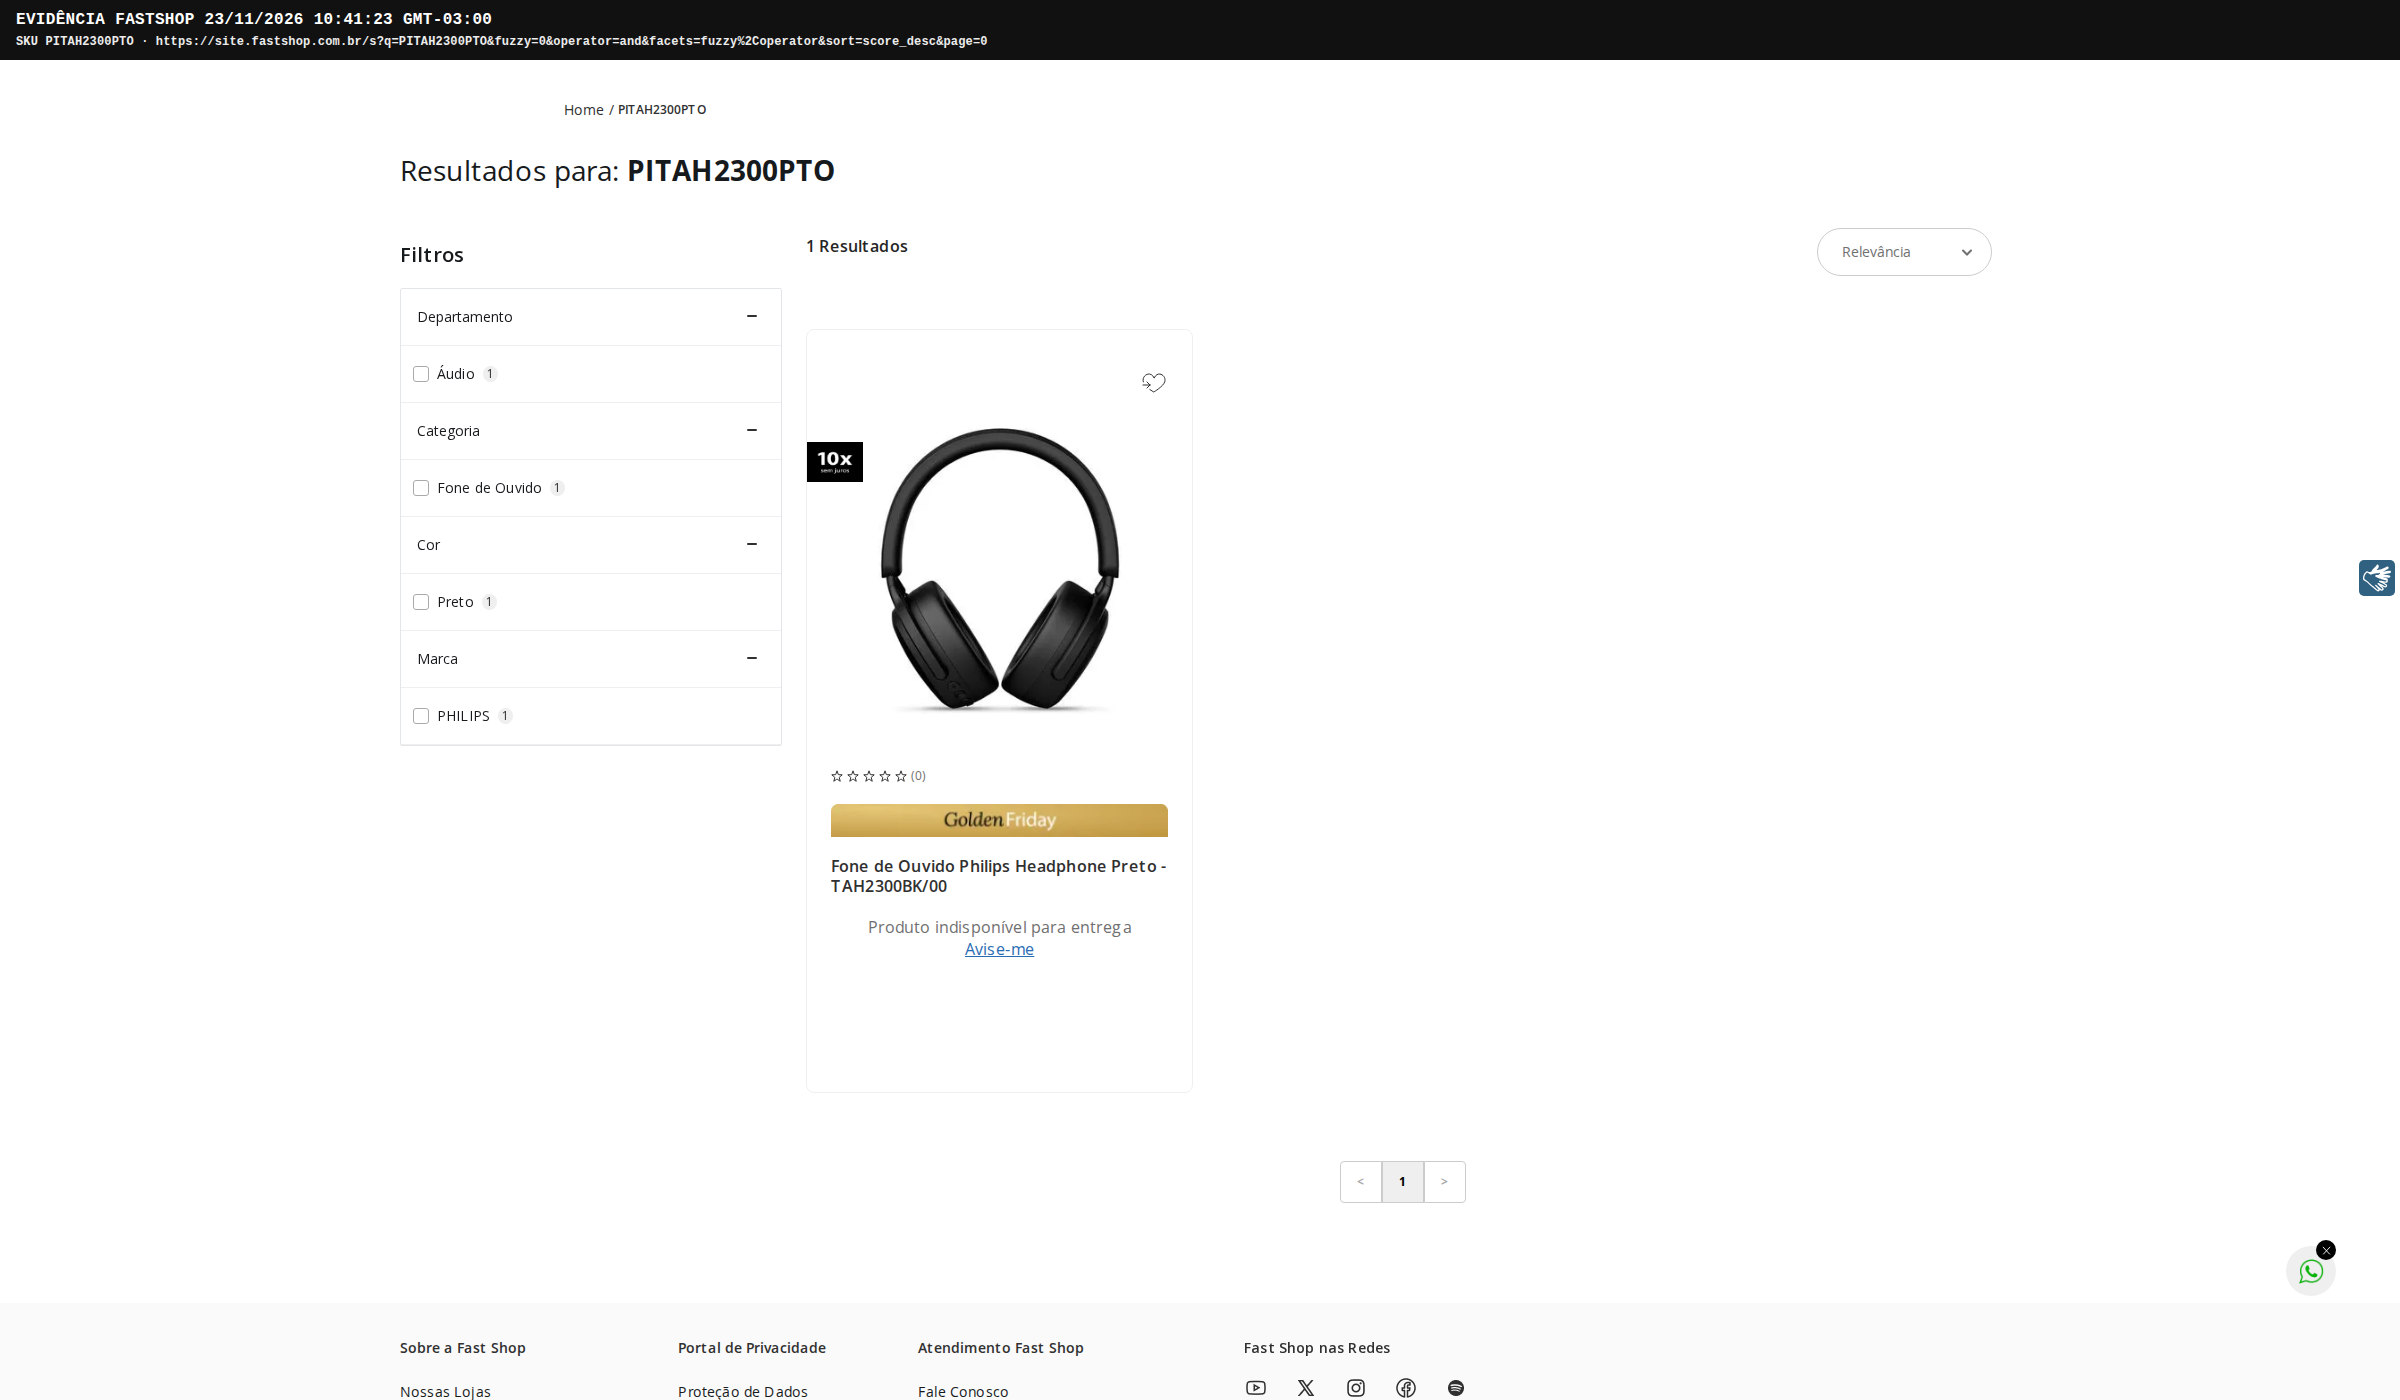 EVIDÊNCIA FASTSHOP 23/11/2026 10:41:23 GMT-03:00
SKU PITAH2300PTO · https://site.fastshop.com.br/s?q=PITAH2300PTO&fuzzy=0&operator=and&facets=fuzzy%2Coperator&sort=score_desc&page=0
Home / PITAH2300PTO
Resultados para: PITAH2300PTO
Filtros
1 Resultados
Relevância
Departamento
Áudio 1
Categoria
Fone de Ouvido 1
Cor
Preto 1
Marca
PHILIPS 1
10x
sem juros
(0)
Golden Friday
Fone de Ouvido Philips Headphone Preto -
TAH2300BK/00
Produto indisponível para entrega
Avise-me
< 1 >
Sobre a Fast Shop
Portal de Privacidade
Atendimento Fast Shop
Fast Shop nas Redes
Nossas Lojas
Proteção de Dados
Fale Conosco